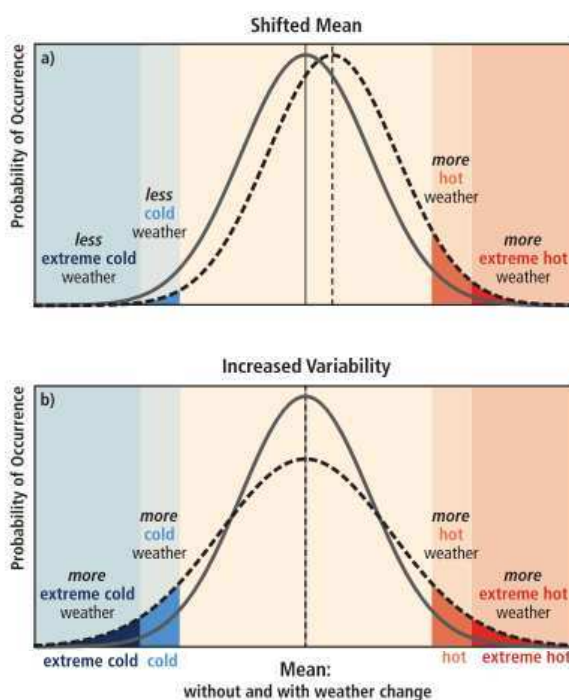 Shifted Mean
a)
Probability of Occurrence
less
extreme cold
weather
less
cold
weather
more
hot
weather
more
extreme hot
weather
Increased Variability
b)
Probability of Occurrence
more
extreme cold
weather
more
cold
weather
more
hot
weather
more
extreme hot
weather
extreme cold
cold
hot
extreme hot
Mean:
without and with weather change